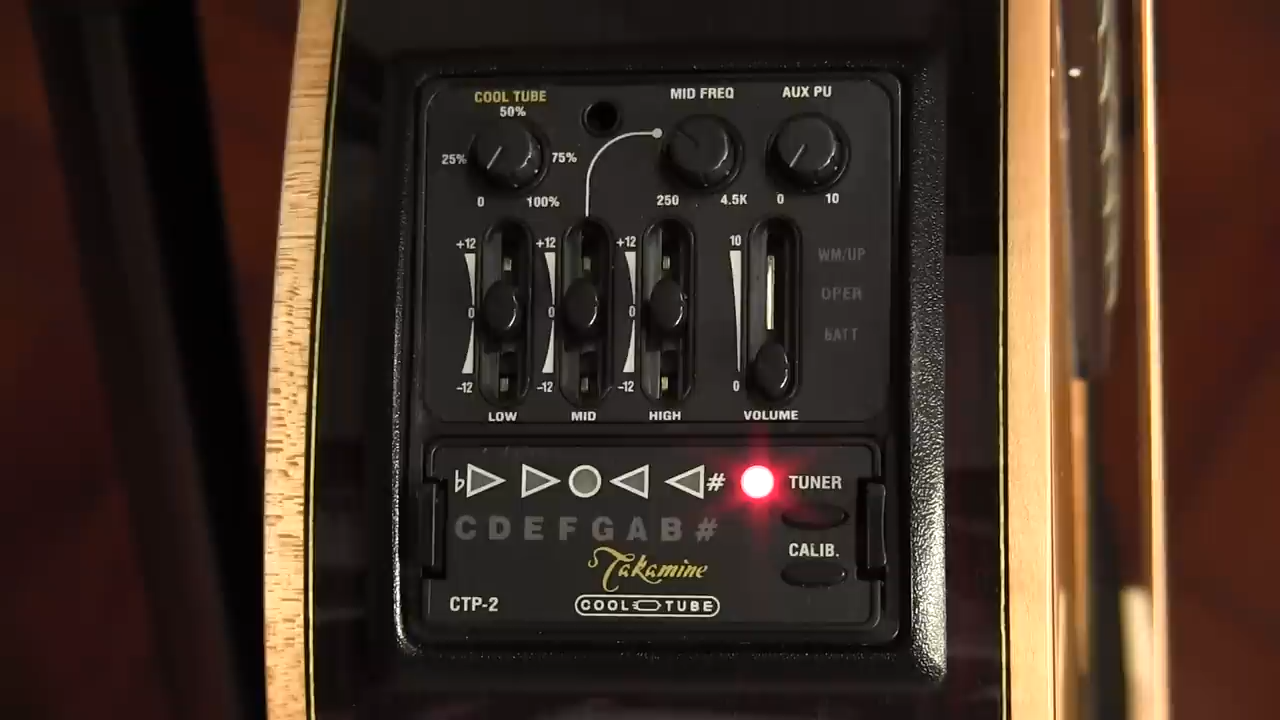 COOL TUBE
50%
25%
75%
0
100%
MID FREQ
250
4.5K
AUX PU
0
10
+12
0
-12
LOW
+12
0
-12
MID
+12
0
-12
HIGH
10
0
VOLUME
WM/UP
OPER
BATT
♭ # TUNER
C D E F G A B #
CALIB.
Takamine
CTP-2
COOL TUBE